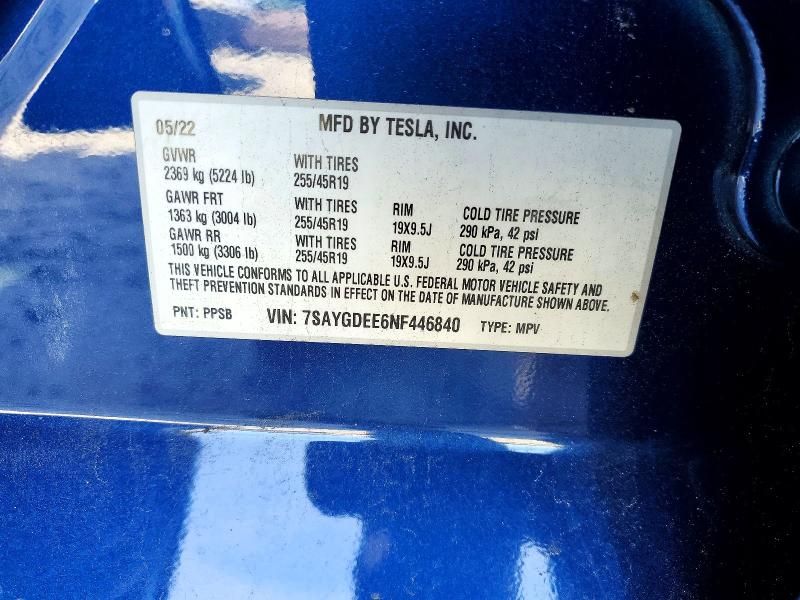 05/22 MFD BY TESLA, INC.
GVWR WITH TIRES
2369 kg (5224 lb) 255/45R19
GAWR FRT WITH TIRES RIM COLD TIRE PRESSURE
1363 kg (3004 lb) 255/45R19 19X9.5J 290 kPa, 42 psi
GAWR RR WITH TIRES RIM COLD TIRE PRESSURE
1500 kg (3306 lb) 255/45R19 19X9.5J 290 kPa, 42 psi
THIS VEHICLE CONFORMS TO ALL APPLICABLE U.S. FEDERAL MOTOR VEHICLE SAFETY AND
THEFT PREVENTION STANDARDS IN EFFECT ON THE DATE OF MANUFACTURE SHOWN ABOVE.
PNT: PPSB VIN: 7SAYGDEE6NF446840 TYPE: MPV